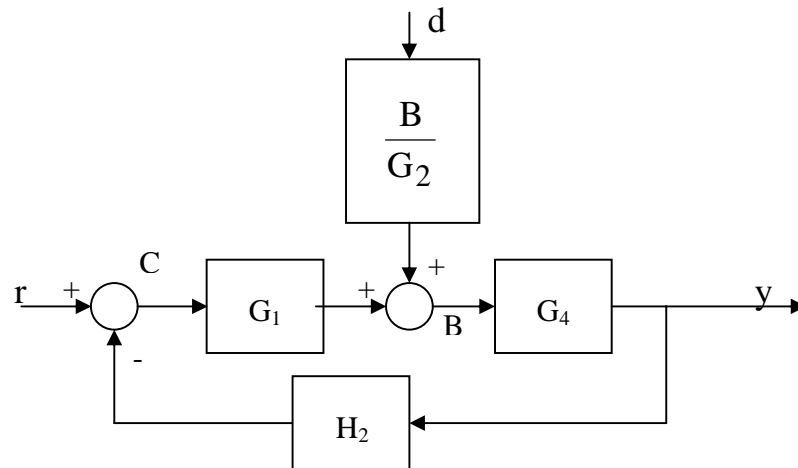 d
B
G₂
C
+
r + G₁ + B G₄ y
-
H₂